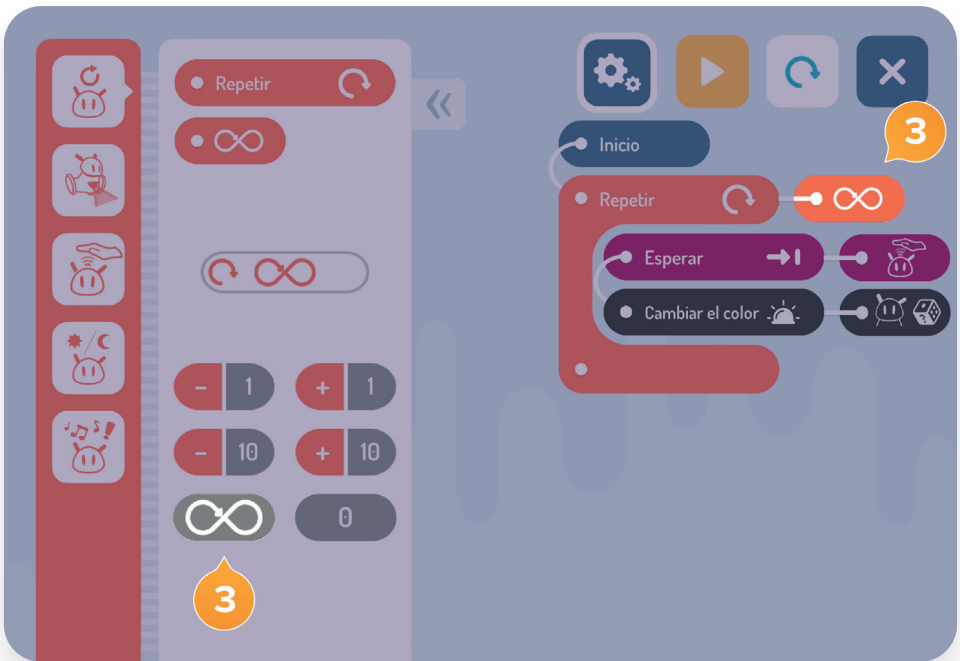 Repetir
3
Inicio
Repetir
Esperar
Cambiar el color
- 1
+ 1
- 10
+ 10
0
3